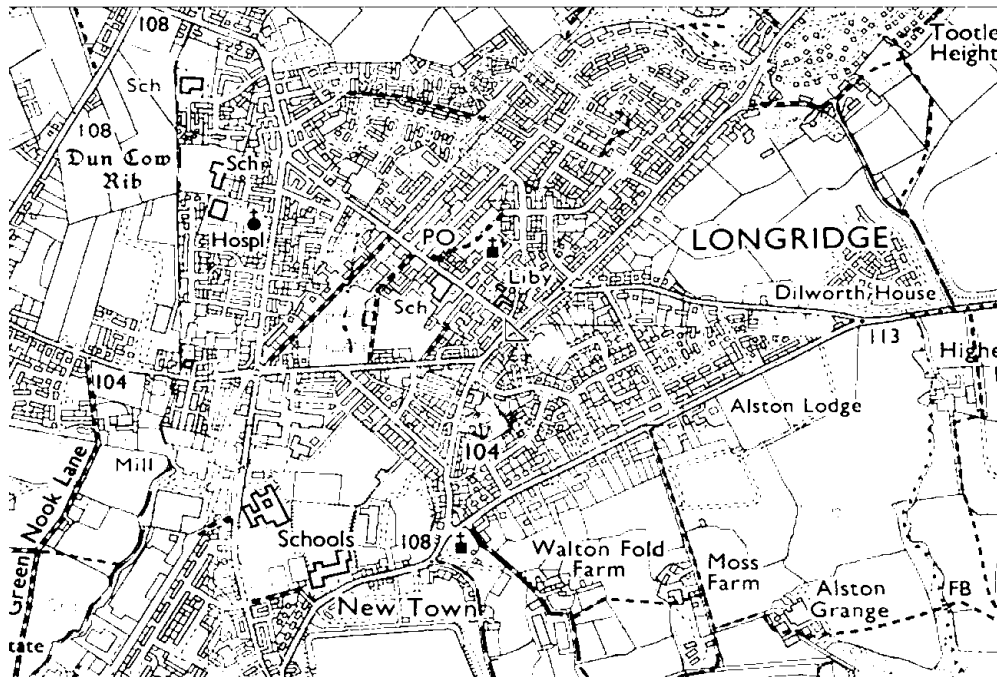 108
Tootle
Height
Sch
108
Dun Cow
Rib
Sch
Hospl
PO
LONGRIDGE
Liby
Dilworth House
Sch
113
Highe
104
Alston Lodge
104
Mill
Green Nook Lane
Schools
108
Walton Fold
Farm
Moss
Farm
Alston
Grange
FB
New Town
tate